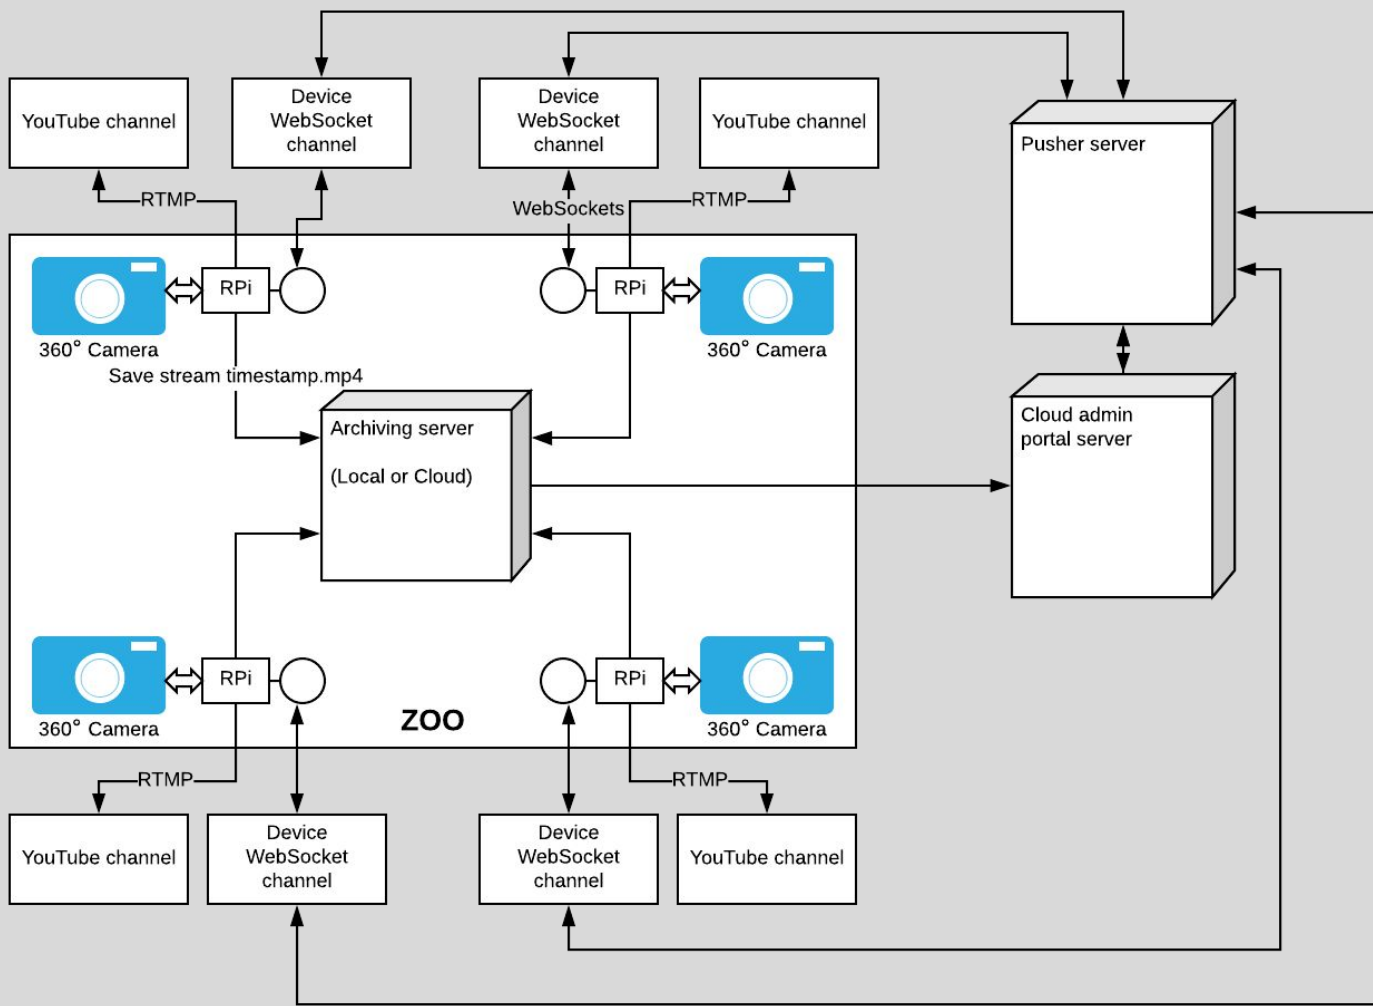 YouTube channel
Device
WebSocket
channel
Device
WebSocket
channel
YouTube channel
Pusher server
RTMP
WebSockets
RTMP
RPi
RPi
360° Camera
360° Camera
Save stream timestamp.mp4
Archiving server
(Local or Cloud)
Cloud admin
portal server
RPi
RPi
360° Camera
ZOO
360° Camera
RTMP
RTMP
YouTube channel
Device
WebSocket
channel
Device
WebSocket
channel
YouTube channel